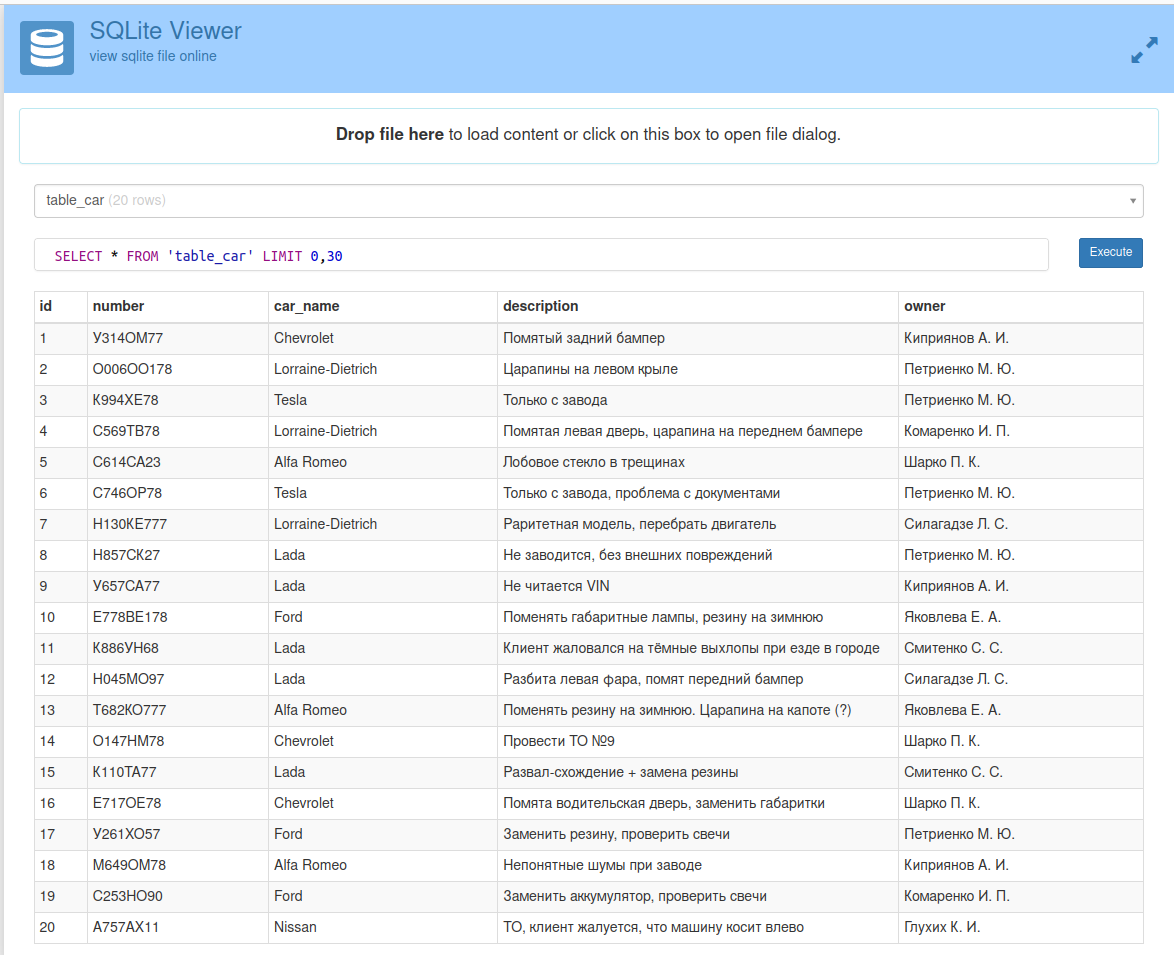 SQLite Viewer
view sqlite file online
Drop file here to load content or click on this box to open file dialog.
table_car (20 rows)
SELECT * FROM 'table_car' LIMIT 0,30
Execute
id number car_name description owner
1 У314ОМ77 Chevrolet Помятый задний бампер Киприянов А. И.
2 О006ОО178 Lorraine-Dietrich Царапины на левом крыле Петриенко М. Ю.
3 К994ХЕ78 Tesla Только с завода Петриенко М. Ю.
4 С569ТВ78 Lorraine-Dietrich Помятая левая дверь, царапина на переднем бампере Комаренко И. П.
5 С614СА23 Alfa Romeo Лобовое стекло в трещинах Шарко П. К.
6 С746ОР78 Tesla Только с завода, проблема с документами Петриенко М. Ю.
7 Н130КЕ777 Lorraine-Dietrich Раритетная модель, перебрать двигатель Силагадзе Л. С.
8 Н857СК27 Lada Не заводится, без внешних повреждений Петриенко М. Ю.
9 У657СА77 Lada Не читается VIN Киприянов А. И.
10 Е778ВЕ178 Ford Поменять габаритные лампы, резину на зимнюю Яковлева Е. А.
11 К886УН68 Lada Клиент жаловался на тёмные выхлопы при езде в городе Смитенко С. С.
12 Н045МО97 Lada Разбита левая фара, помят передний бампер Силагадзе Л. С.
13 Т682КО777 Alfa Romeo Поменять резину на зимнюю. Царапина на капоте (?) Яковлева Е. А.
14 О147НМ78 Chevrolet Провести ТО №9 Шарко П. К.
15 К110ТА77 Lada Развал-схождение + замена резины Смитенко С. С.
16 Е717ОЕ78 Chevrolet Помята водительская дверь, заменить габаритки Шарко П. К.
17 У261ХО57 Ford Заменить резину, проверить свечи Петриенко М. Ю.
18 М649ОМ78 Alfa Romeo Непонятные шумы при заводе Киприянов А. И.
19 С253НО90 Ford Заменить аккумулятор, проверить свечи Комаренко И. П.
20 А757АХ11 Nissan ТО, клиент жалуется, что машину косит влево Глухих К. И.